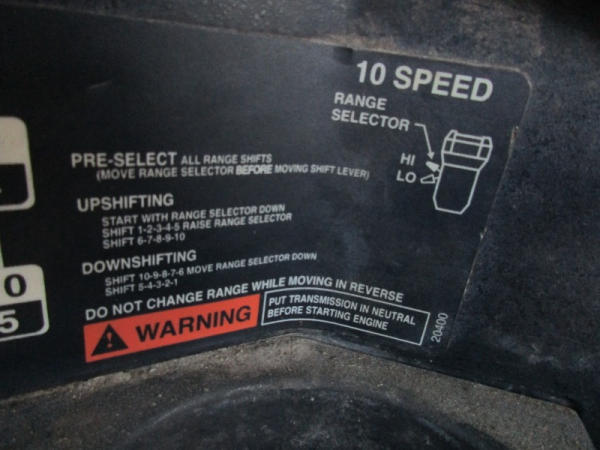 10 SPEED
RANGE
SELECTOR
HI
LO
PRE-SELECT ALL RANGE SHIFTS
(MOVE RANGE SELECTOR BEFORE MOVING SHIFT LEVER)
UPSHIFTING
START WITH RANGE SELECTOR DOWN
SHIFT 1-2-3-4-5 RAISE RANGE SELECTOR
SHIFT 6-7-8-9-10
DOWNSHIFTING
SHIFT 10-9-8-7-6 MOVE RANGE SELECTOR DOWN
SHIFT 5-4-3-2-1
DO NOT CHANGE RANGE WHILE MOVING IN REVERSE
WARNING
PUT TRANSMISSION IN NEUTRAL
BEFORE STARTING ENGINE
20400
0
5